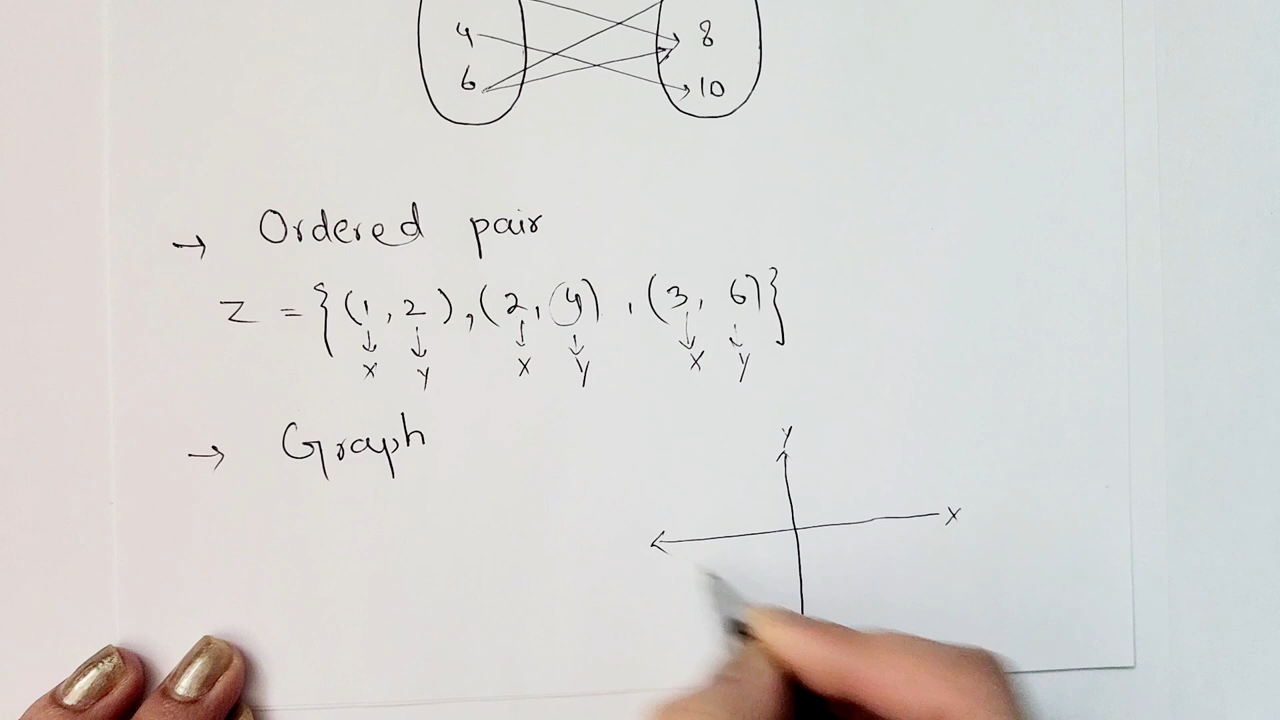 4 8
6 10
→ Ordered pair
Z = {(1, 2), (2, 4), (3, 6)}
X Y X Y X Y
→ Graph
Y
X